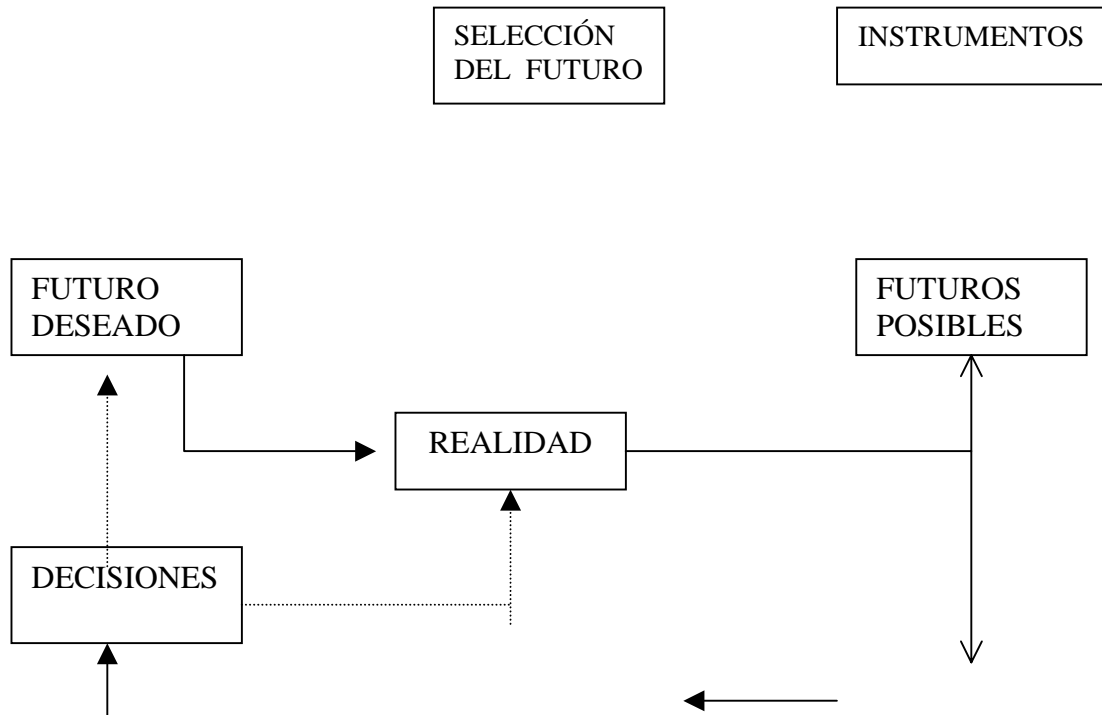 SELECCIÓN
DEL FUTURO
INSTRUMENTOS
FUTURO
DESEADO
FUTUROS
POSIBLES
REALIDAD
DECISIONES